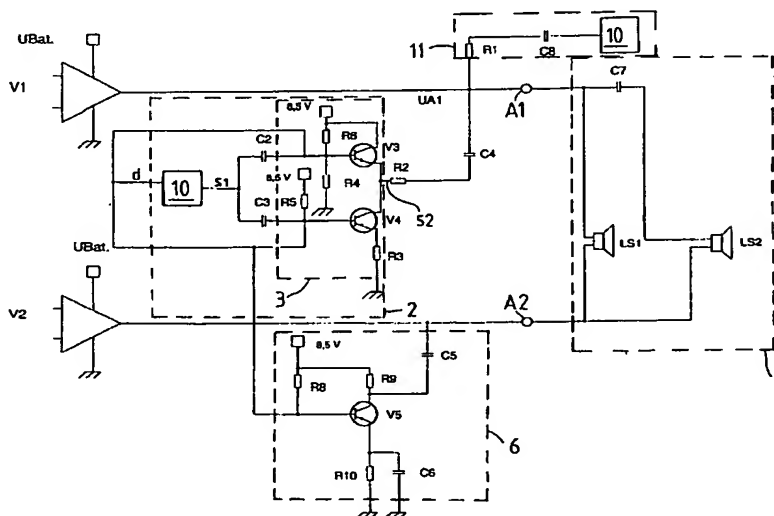 11
10
R1
C8
UBat.
V1
UA1
A1
C7
8,5 V
R6
V3
C2
8,5 V
R2
C4
d
10
S1
R4
R5
S2
C3
V4
R3
UBat.
3
2
LS1
LS2
V2
A2
8,5 V
C5
R8
R9
V5
6
R10
C6